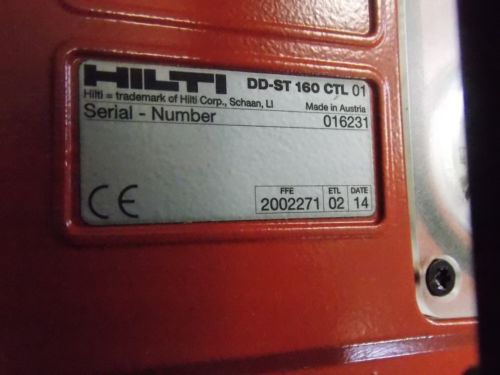 HILTI DD-ST 160 CTL 01
Hilti = trademark of Hilti Corp., Schaan, LI Made in Austria
Serial - Number 016231
CE
FFE ETL DATE
2002271 02 14